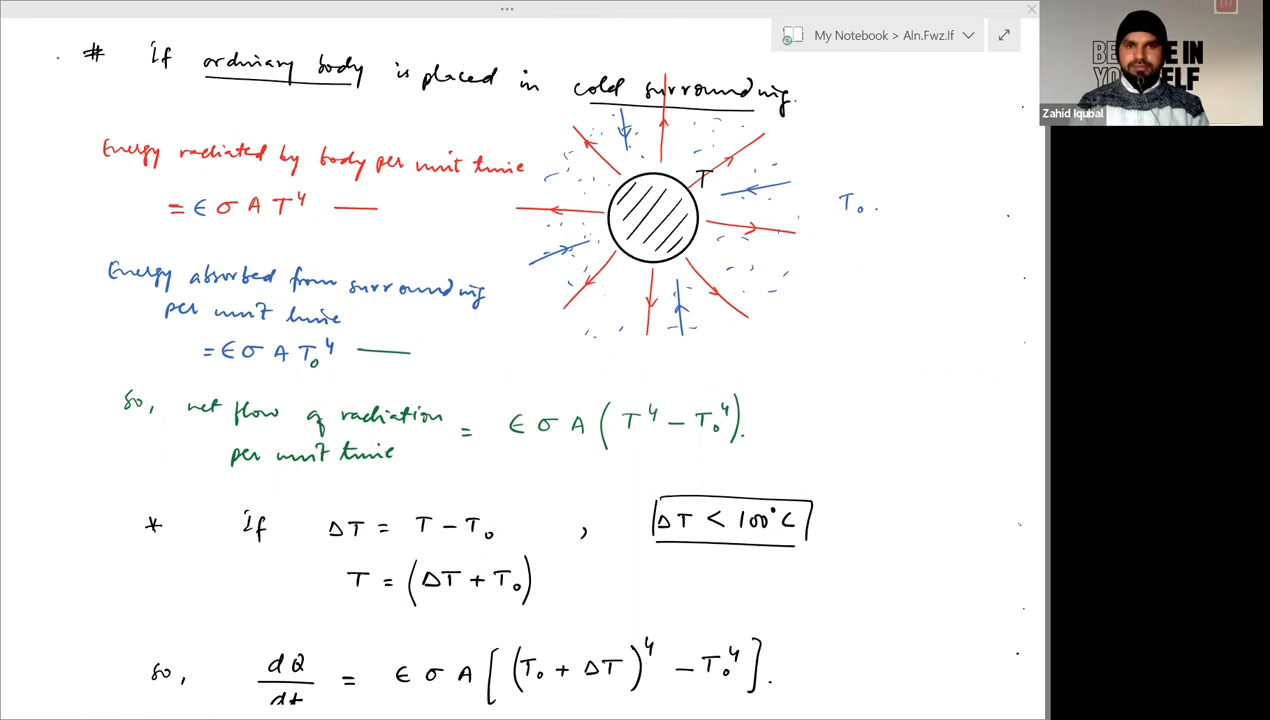 My Notebook > Aln.Fwz.If
Zahid Iqubal
# If ordinary body is placed in cold surrounding.
Energy radiated by body per unit time
= ϵ σ A T⁴
T
T₀.
Energy absorbed from surrounding
per unit time
= ϵ σ A T₀⁴
So, net flow of radiation
per unit time = ϵ σ A (T⁴ − T₀⁴).
* If ΔT = T − T₀ , ΔT < 100°C
T = (ΔT + T₀)
So, dQ/dt = ϵ σ A [(T₀ + ΔT)⁴ − T₀⁴].